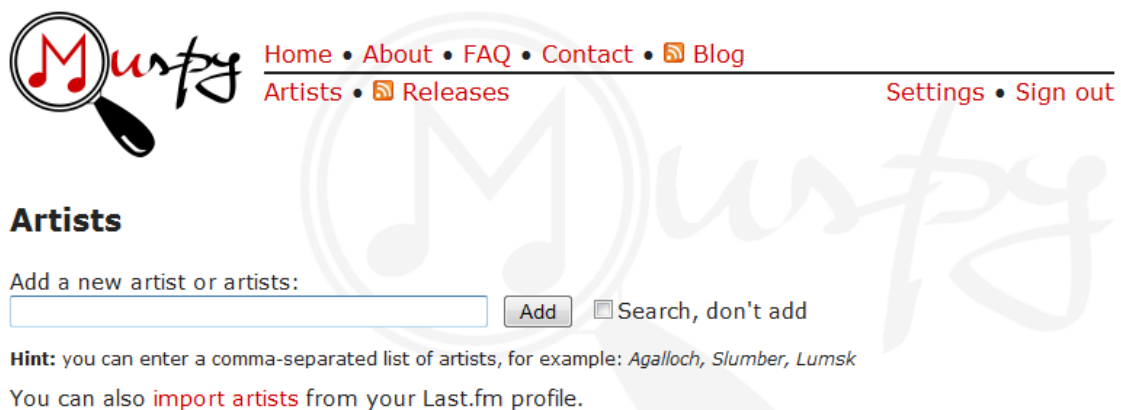 Muspy
Home • About • FAQ • Contact • Blog
Artists • Releases
Settings • Sign out
Artists
Add a new artist or artists:
Add
Search, don't add
Hint: you can enter a comma-separated list of artists, for example: Agalloch, Slumber, Lumsk
You can also import artists from your Last.fm profile.
Muspy